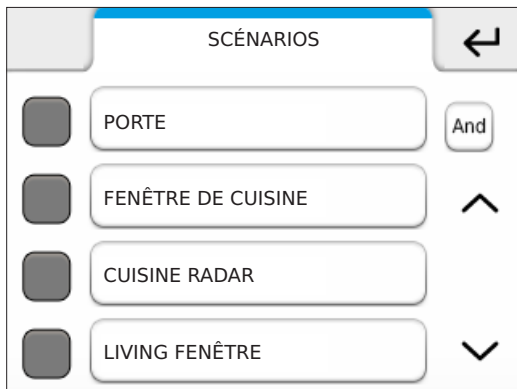 SCÉNARIOS
PORTE
And
FENÊTRE DE CUISINE
CUISINE RADAR
LIVING FENÊTRE